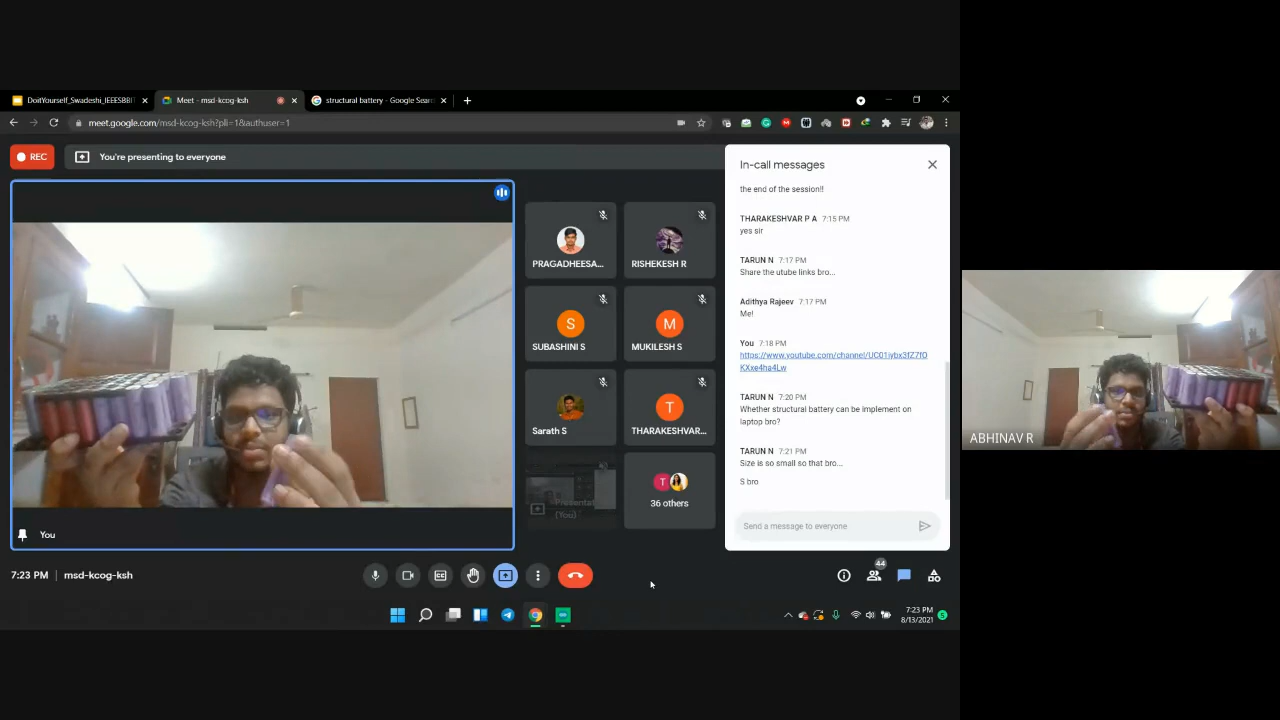 DoitYourself_Swadeshi_IEEESBBI
Meet - msd-kcog-ksh
structural battery - Google Sear
meet.google.com/msd-kcog-ksh?pli=1&authuser=1
REC
You're presenting to everyone
In-call messages
the end of the session!!
THARAKESHVAR P A 7:15 PM
yes sir
TARUN N 7:17 PM
Share the utube links bro...
Adithya Rajeev 7:17 PM
Me!
You 7:18 PM
TARUN N 7:20 PM
Whether structural battery can be implement on
laptop bro?
TARUN N 7:21 PM
Size is so small so that bro...
S bro
Send a message to everyone
PRAGADHEESA...
RISHEKESH R
S
SUBASHINI S
M
MUKILESH S
Sarath S
T
THARAKESHVAR...
Presentation
(You)
T
36 others
You
ABHINAV R
7:23 PM | msd-kcog-ksh
CC
44
7:23 PM
8/13/2021
5